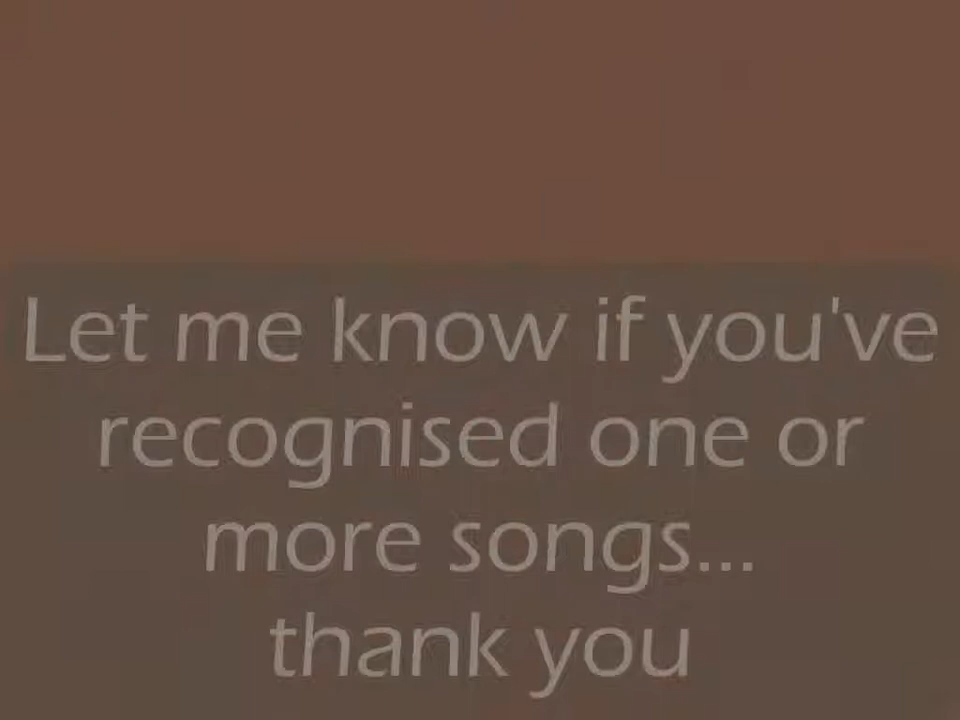 Let me know if you've
recognised one or
more songs...
thank you